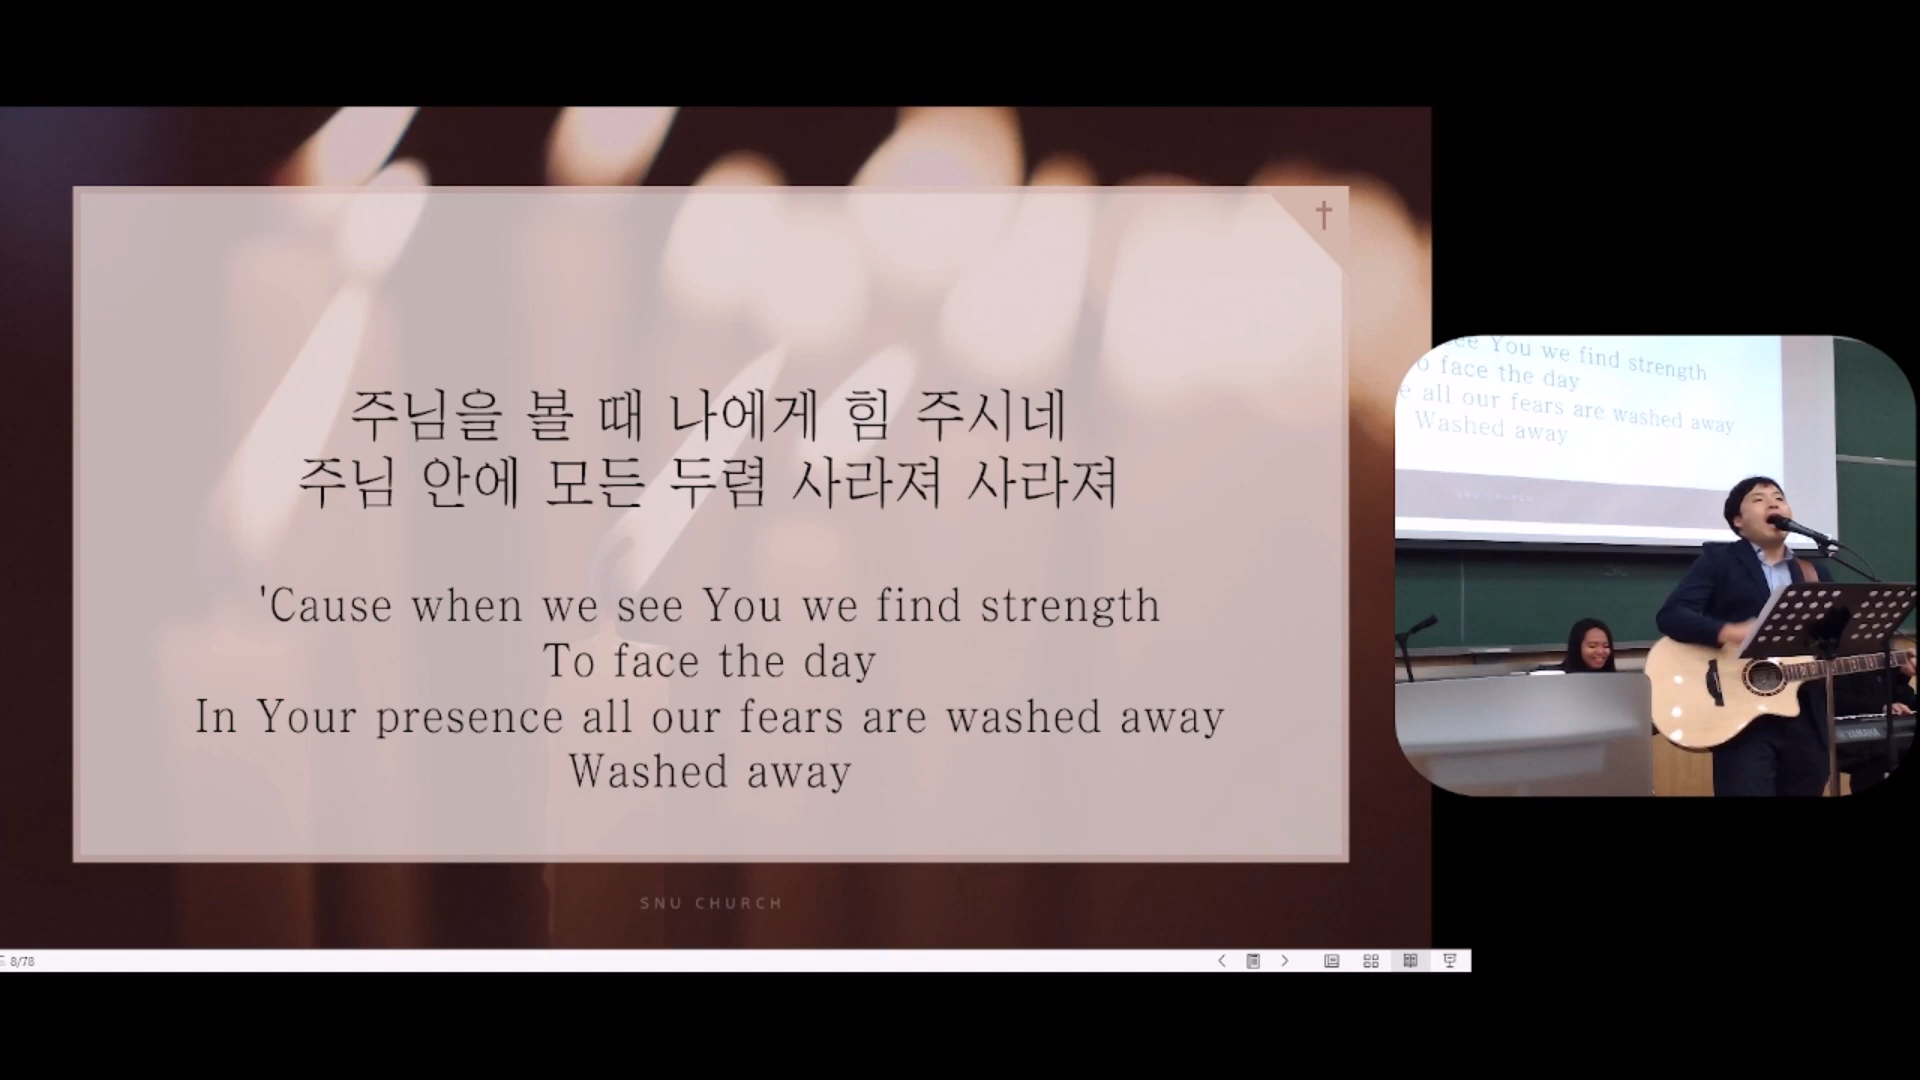 주님을 볼 때 나에게 힘 주시네
주님 안에 모든 두렴 사라져 사라져
'Cause when we see You we find strength
To face the day
In Your presence all our fears are washed away
Washed away
SNU CHURCH
8/78
see You we find strength
face the day
all our fears are washed away
Washed away
SNU CHURCH
YAMAHA